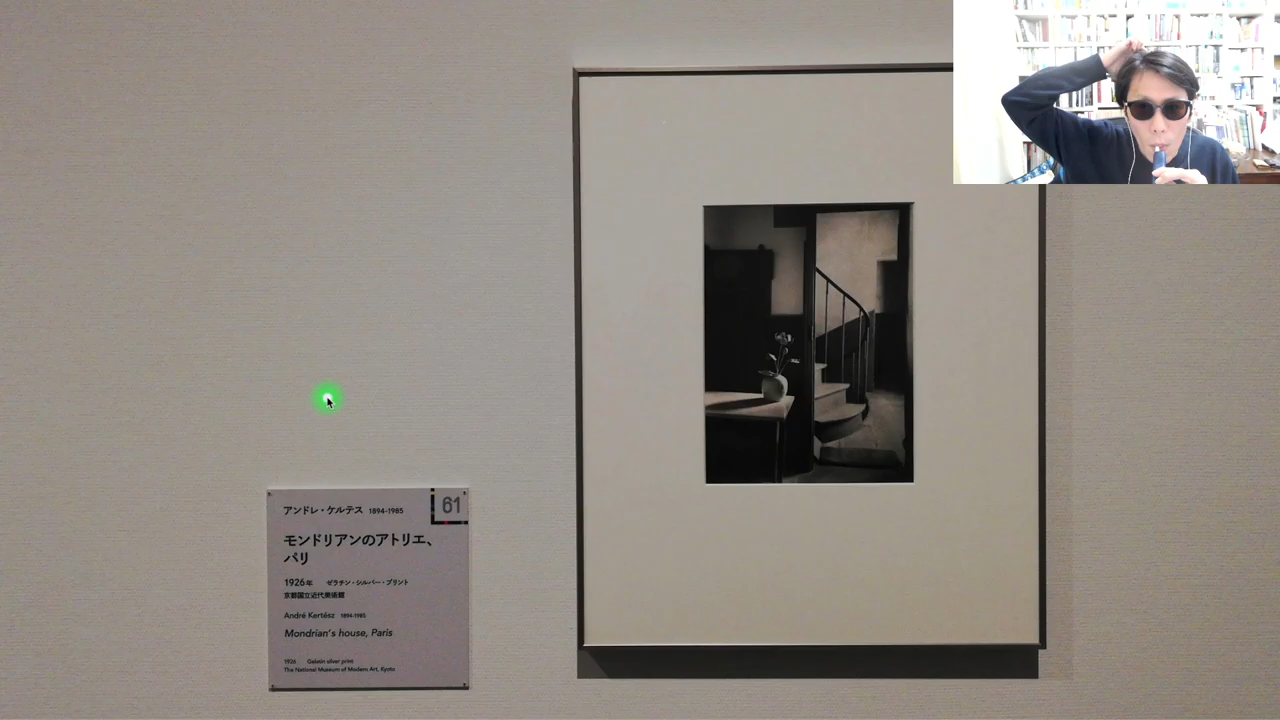 アンドレ・ケルテス 1894-1985
61
モンドリアンのアトリエ、
パリ
1926年 ゼラチン・シルバー・プリント
京都国立近代美術館
André Kertész 1894-1985
Mondrian's house, Paris
1926 Gelatin silver print
The National Museum of Modern Art, Kyoto